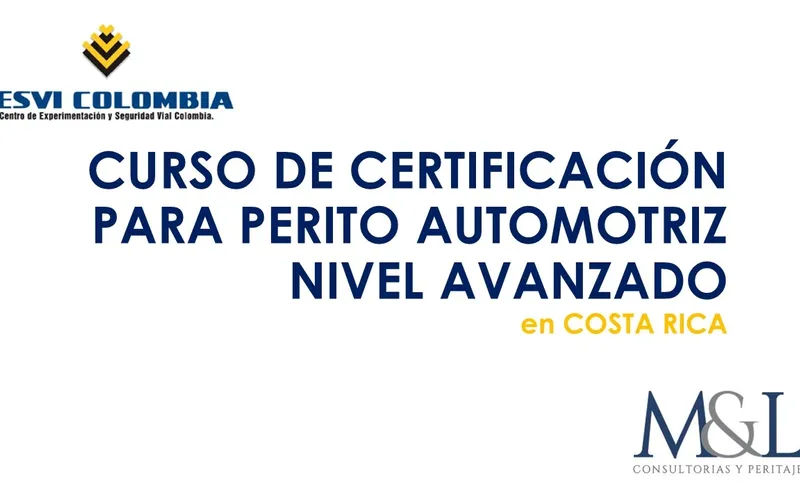 ESVI COLOMBIA
Centro de Experimentación y Seguridad Vial Colombia.
CURSO DE CERTIFICACIÓN
PARA PERITO AUTOMOTRIZ
NIVEL AVANZADO
en COSTA RICA
M&L
CONSULTORIAS Y PERITAJE